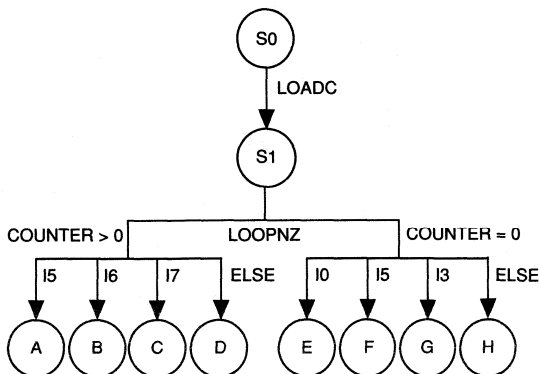 S0
LOADC
S1
COUNTER > 0 LOOPNZ COUNTER = 0
I5 I6 I7 ELSE I0 I5 I3 ELSE
A B C D E F G H